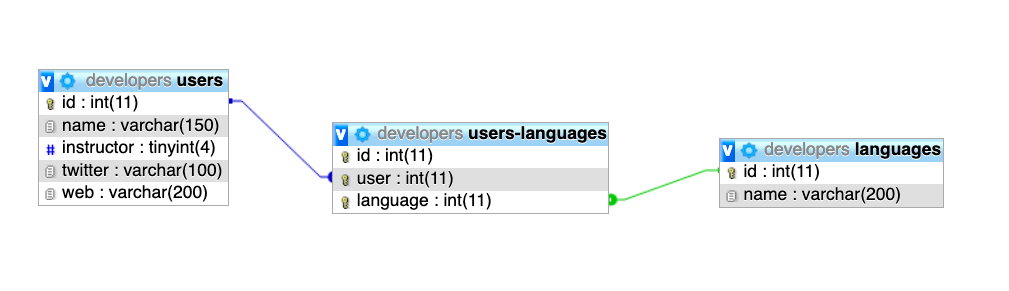 developers users
id : int(11)
name : varchar(150)
# instructor : tinyint(4)
twitter : varchar(100)
web : varchar(200)
developers users-languages
id : int(11)
user : int(11)
language : int(11)
developers languages
id : int(11)
name : varchar(200)